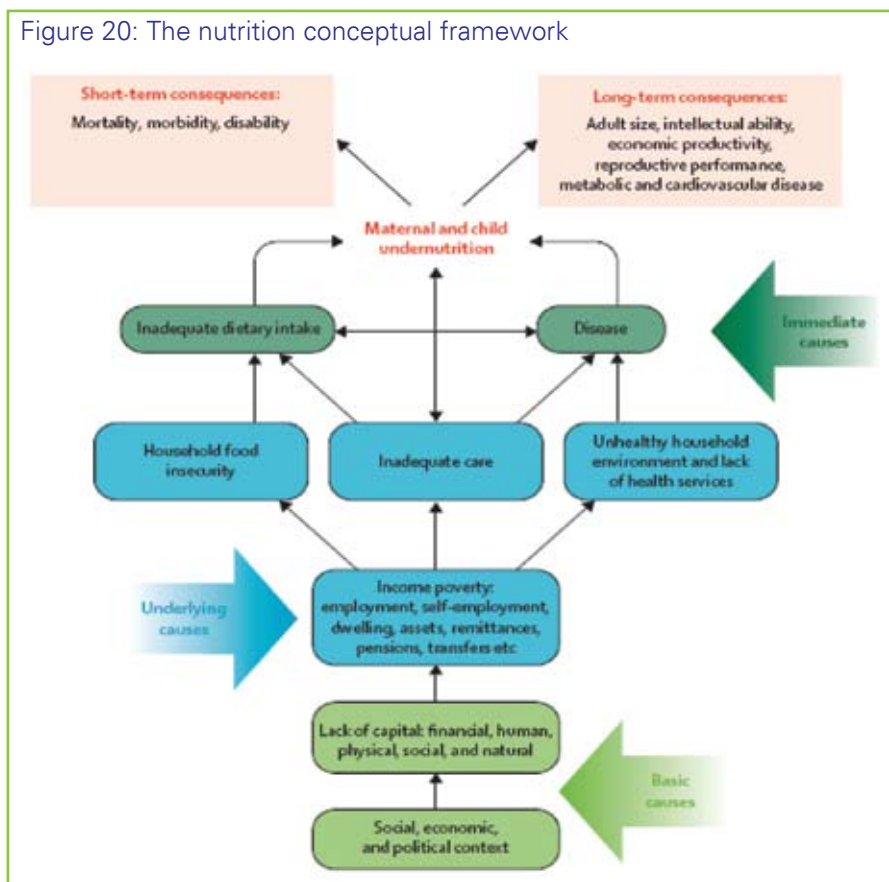 Figure 20: The nutrition conceptual framework
Short-term consequences:
Mortality, morbidity, disability
Long-term consequences:
Adult size, intellectual ability,
economic productivity,
reproductive performance,
metabolic and cardiovascular disease
Maternal and child
undernutrition
Inadequate dietary intake
Disease
Immediate
causes
Household food
insecurity
Inadequate care
Unhealthy household
environment and lack
of health services
Underlying
causes
Income poverty:
employment, self-employment,
dwelling, assets, remittances,
pensions, transfers etc
Lack of capital: financial, human,
physical, social, and natural
Basic
causes
Social, economic,
and political context